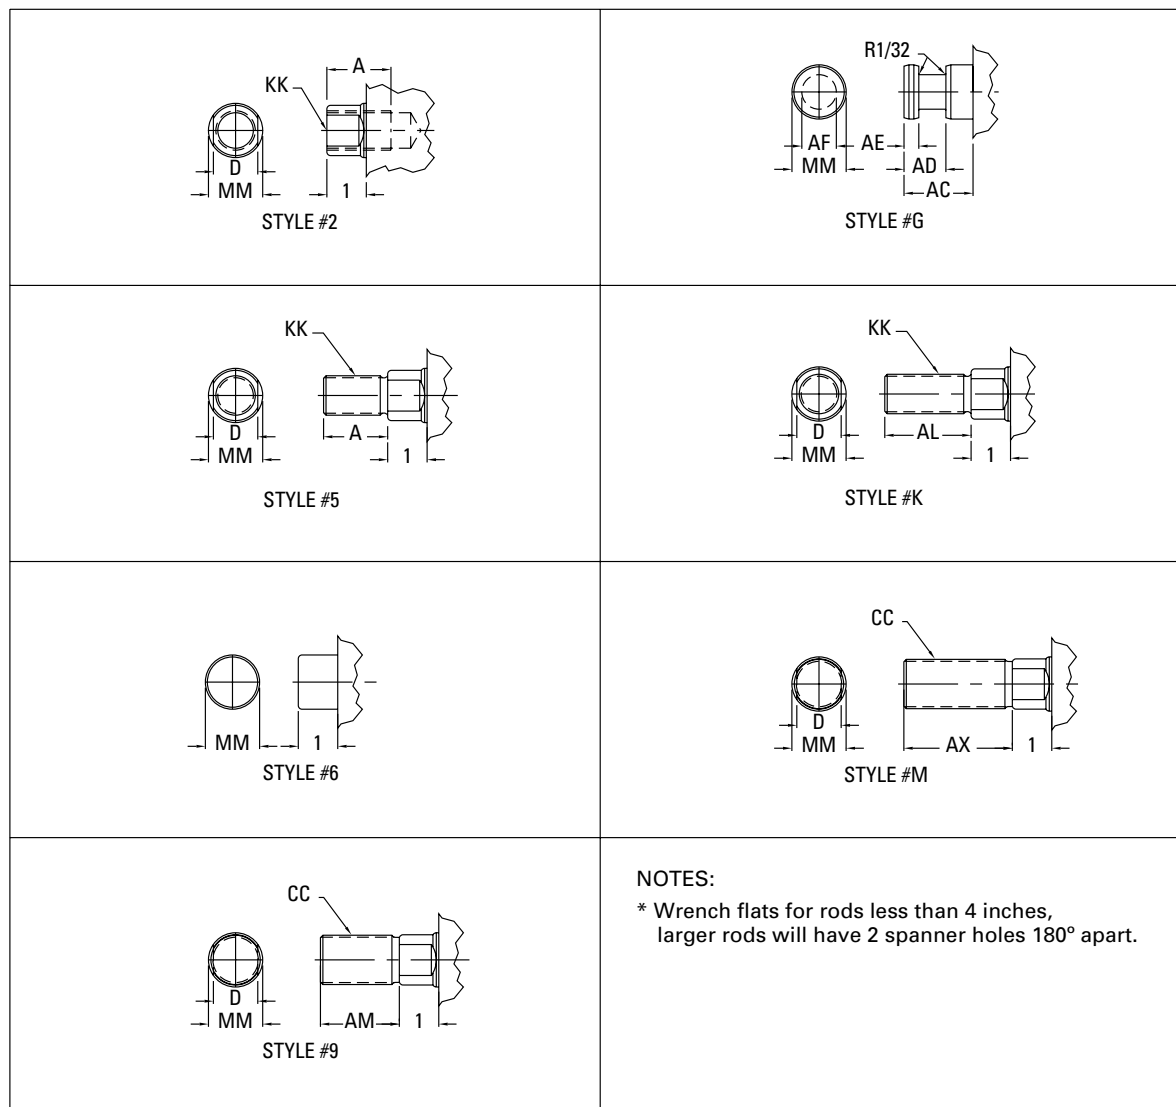 A
KK
D
MM
1
STYLE #2
R1/32
AF
AE
MM
AD
AC
STYLE #G
KK
D
A
MM
1
STYLE #5
KK
D
AL
MM
1
STYLE #K
MM
1
STYLE #6
CC
D
MM
AX
1
STYLE #M
CC
D
MM
AM
1
STYLE #9
NOTES:
* Wrench flats for rods less than 4 inches,
larger rods will have 2 spanner holes 180° apart.